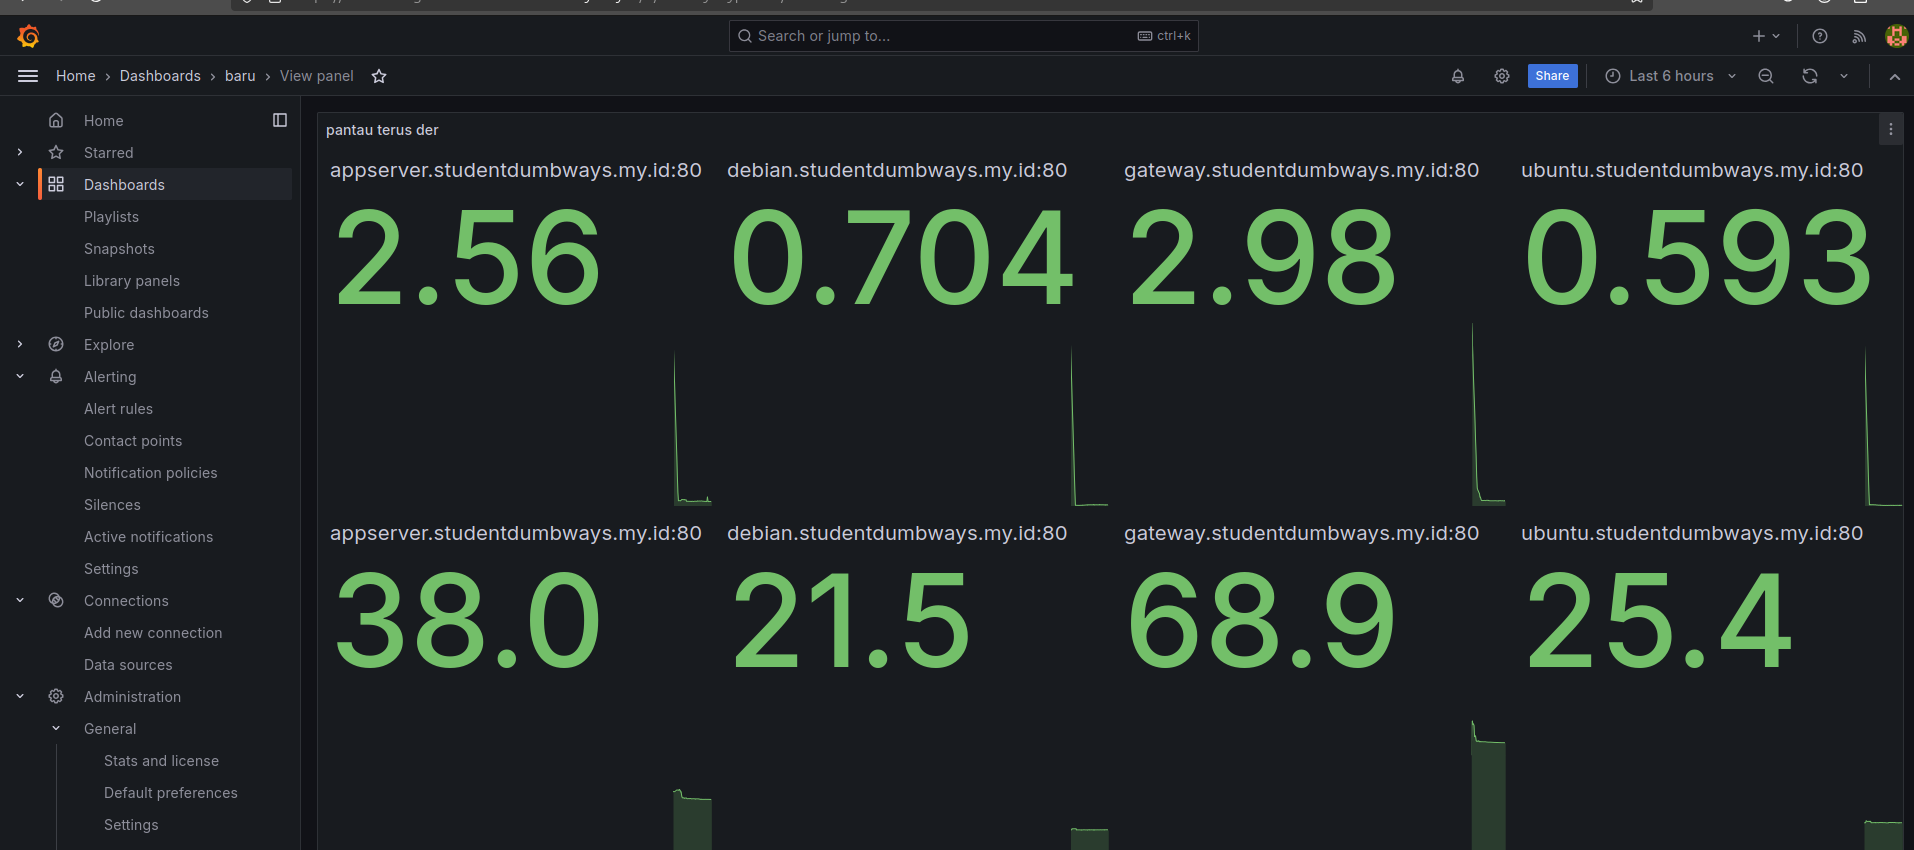 Search or jump to...
ctrl+k
Home › Dashboards › baru › View panel
Share
Last 6 hours
Home
Starred
Dashboards
Playlists
Snapshots
Library panels
Public dashboards
Explore
Alerting
Alert rules
Contact points
Notification policies
Silences
Active notifications
Settings
Connections
Add new connection
Data sources
Administration
General
Stats and license
Default preferences
Settings
pantau terus der
appserver.studentdumbways.my.id:80
2.56
debian.studentdumbways.my.id:80
0.704
gateway.studentdumbways.my.id:80
2.98
ubuntu.studentdumbways.my.id:80
0.593
appserver.studentdumbways.my.id:80
38.0
debian.studentdumbways.my.id:80
21.5
gateway.studentdumbways.my.id:80
68.9
ubuntu.studentdumbways.my.id:80
25.4